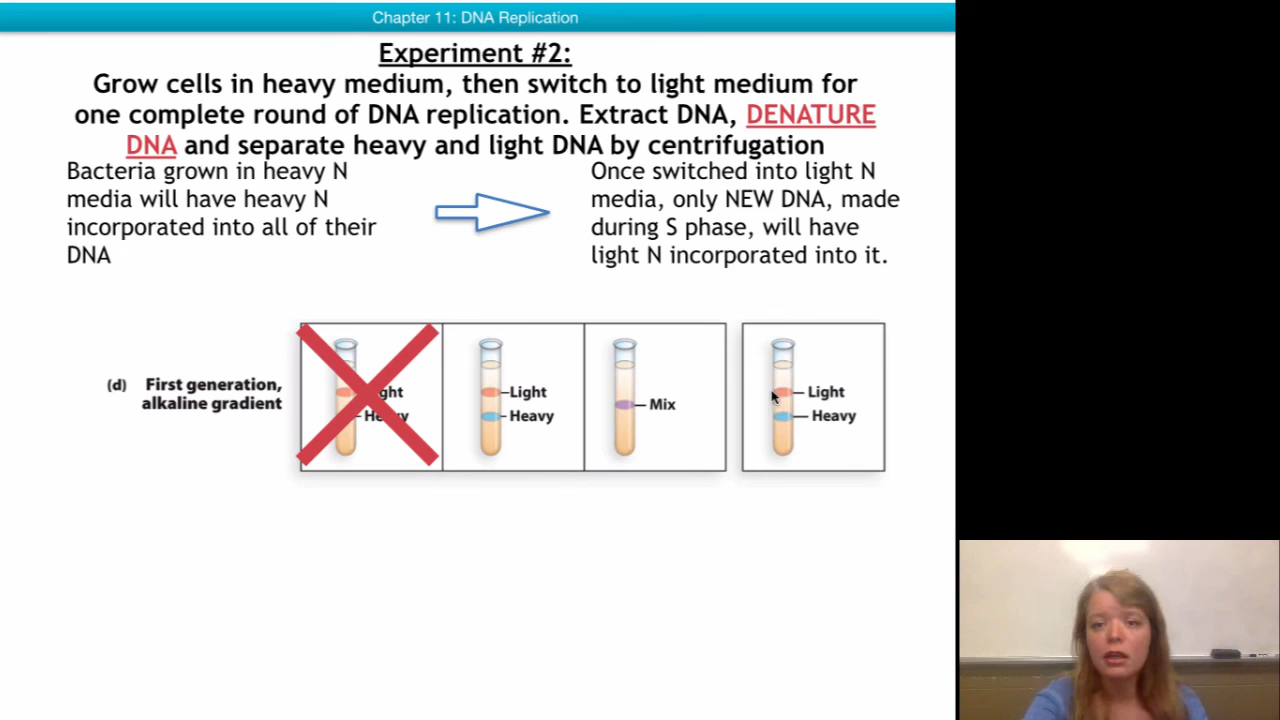 Chapter 11: DNA Replication
Experiment #2:
Grow cells in heavy medium, then switch to light medium for
one complete round of DNA replication. Extract DNA, DENATURE
DNA and separate heavy and light DNA by centrifugation
Bacteria grown in heavy N
media will have heavy N
incorporated into all of their
DNA
Once switched into light N
media, only NEW DNA, made
during S phase, will have
light N incorporated into it.
(d) First generation,
alkaline gradient
Light
Heavy
Light
Heavy
Mix
Light
Heavy